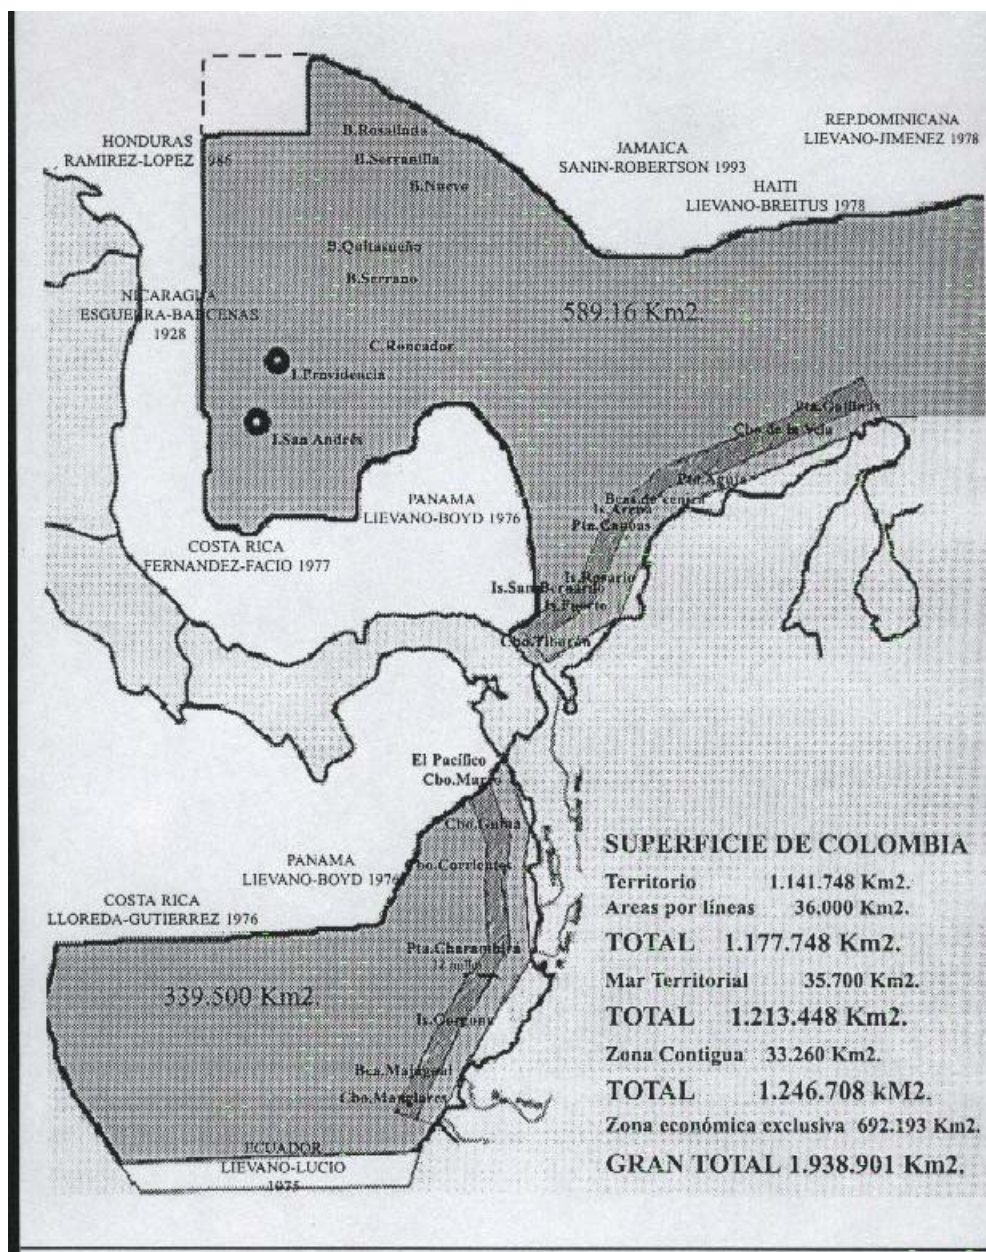 REP.DOMINICANA
LIEVANO-JIMENEZ 1978
HONDURAS
RAMIREZ-LOPEZ 1986
B.Rosalinda
JAMAICA
SANIN-ROBERTSON 1993
B.Serranilla
B.Nuevo
HAITI
LIEVANO-BREITUS 1978
B.Quitasueño
B.Serrano
NICARAGUA
ESGUERRA-BARCENAS
1928
589.16 Km2.
C.Roncador
I.Providencia
I.San Andrés
Pta.Gallinas
Cbo de la Vela
Pta.Aguja
Bcas.de ceniza
Is.Arena
Pta.Canoas
PANAMA
LIEVANO-BOYD 1976
COSTA RICA
FERNANDEZ-FACIO 1977
Is.Rosario
Is.San Bernardo
Is.Fuerte
Cbo.Tiburón
El Pacífico
Cbo.Marzo
Cbo.Corrientes
PANAMA
LIEVANO-BOYD 1976
COSTA RICA
LLOREDA-GUTIERREZ 1976
Pta.Charambira
12 millas
339.500 Km2.
Is.Gorgona
Bca.Majagual
Cbo.Manglares
ECUADOR
LIEVANO-LUCIO
1975
SUPERFICIE DE COLOMBIA
Territorio 1.141.748 Km2.
Areas por líneas 36.000 Km2.
TOTAL 1.177.748 Km2.
Mar Territorial 35.700 Km2.
TOTAL 1.213.448 Km2.
Zona Contigua 33.260 Km2.
TOTAL 1.246.708 kM2.
Zona económica exclusiva 692.193 Km2.
GRAN TOTAL 1.938.901 Km2.